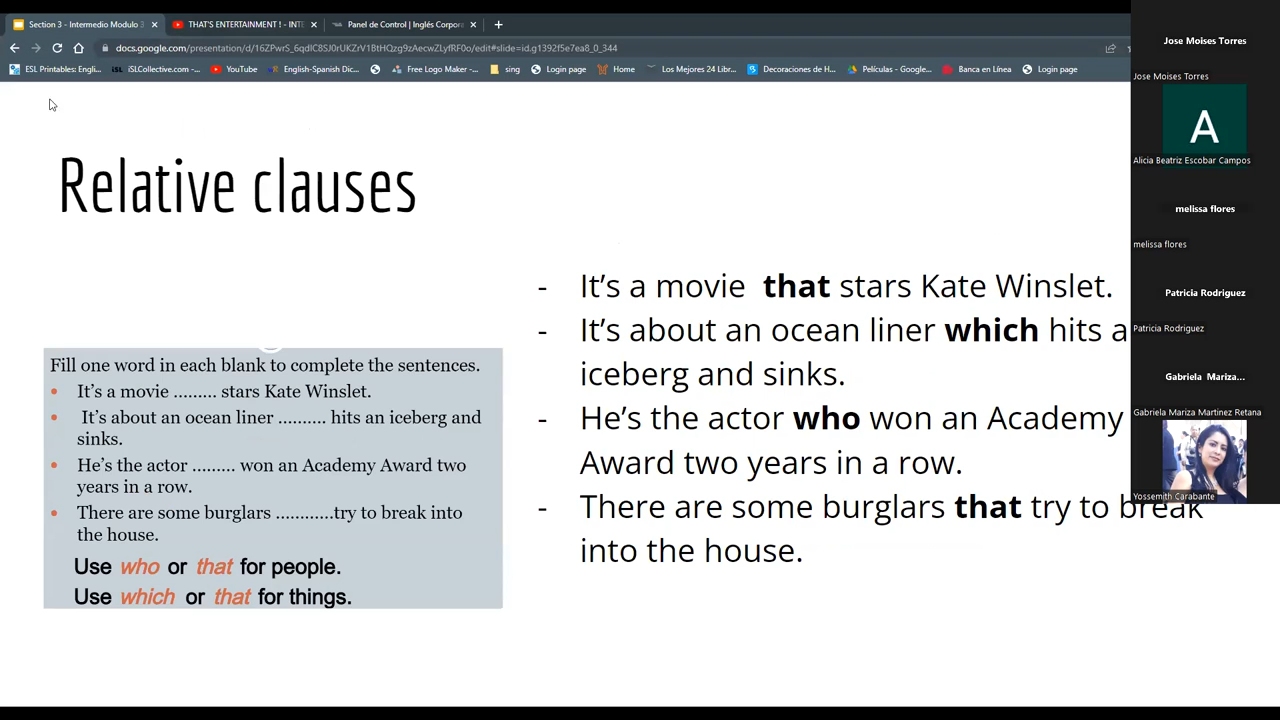 Section 3 - Intermedio Modulo 3
THAT'S ENTERTAINMENT ! - INTE
Panel de Control | Inglés Corpora
docs.google.com/presentation/d/16ZPwrS_6qdIC8SJ0rUKZrV1BtHQzg9zAecwZLyfRF0o/edit#slide=id.g1392f5e7ea8_0_344
ESL Printables: Engli...
iSL
iSLCollective.com -...
YouTube
English-Spanish Dic...
Free Logo Maker -...
sing
Login page
Home
Los Mejores 24 Libr...
Decoraciones de H...
Películas - Google...
Banca en Línea
Login page
Relative clauses
Fill one word in each blank to complete the sentences.
• It's a movie ......... stars Kate Winslet.
• It's about an ocean liner .......... hits an iceberg and
sinks.
• He's the actor ......... won an Academy Award two
years in a row.
• There are some burglars ............try to break into
the house.
Use who or that for people.
Use which or that for things.
- It's a movie that stars Kate Winslet.
- It's about an ocean liner which hits a
iceberg and sinks.
- He's the actor who won an Academy
Award two years in a row.
- There are some burglars that try to break
into the house.
Jose Moises Torres
Jose Moises Torres
A
Alicia Beatriz Escobar Campos
melissa flores
melissa flores
Patricia Rodriguez
Patricia Rodriguez
Gabriela Mariza...
Gabriela Mariza Martinez Retana
Yossemith Carabante